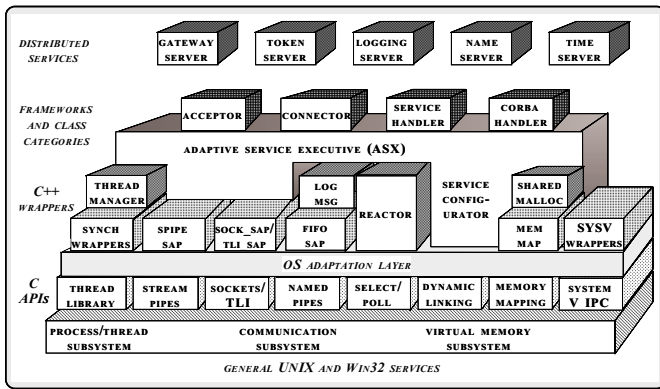 DISTRIBUTED
SERVICES
GATEWAY
SERVER
TOKEN
SERVER
LOGGING
SERVER
NAME
SERVER
TIME
SERVER
FRAMEWORKS
AND CLASS
CATEGORIES
ACCEPTOR
CONNECTOR
SERVICE
HANDLER
CORBA
HANDLER
ADAPTIVE SERVICE EXECUTIVE (ASX)
C++
WRAPPERS
THREAD
MANAGER
LOG
MSG
REACTOR
SERVICE
CONFIG-
URATOR
SHARED
MALLOC
SYNCH
WRAPPERS
SPIPE
SAP
SOCK_SAP/
TLI SAP
FIFO
SAP
MEM
MAP
SYSV
WRAPPERS
OS ADAPTATION LAYER
C
APIS
THREAD
LIBRARY
STREAM
PIPES
SOCKETS/
TLI
NAMED
PIPES
SELECT/
POLL
DYNAMIC
LINKING
MEMORY
MAPPING
SYSTEM
V IPC
PROCESS/THREAD
SUBSYSTEM
COMMUNICATION
SUBSYSTEM
VIRTUAL MEMORY
SUBSYSTEM
GENERAL UNIX AND WIN32 SERVICES